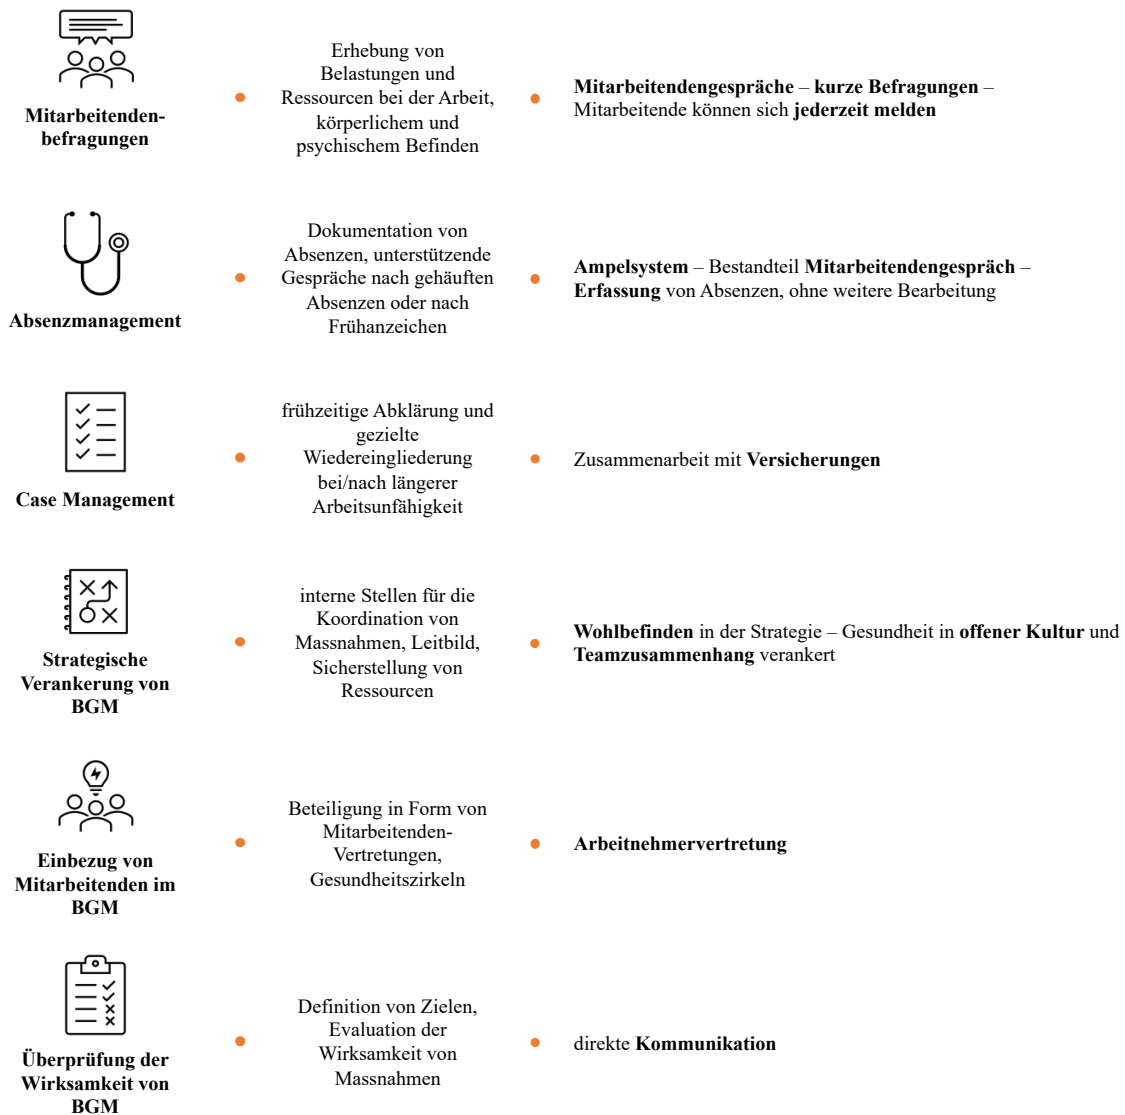 Mitarbeitenden-
befragungen
Erhebung von
Belastungen und
Ressourcen bei der Arbeit,
körperlichem und
psychischem Befinden
Mitarbeitendengespräche – kurze Befragungen –
Mitarbeitende können sich jederzeit melden
Absenzmanagement
Dokumentation von
Absenzen, unterstützende
Gespräche nach gehäuften
Absenzen oder nach
Frühanzeichen
Ampelsystem – Bestandteil Mitarbeitendengespräch –
Erfassung von Absenzen, ohne weitere Bearbeitung
Case Management
frühzeitige Abklärung und
gezielte
Wiedereingliederung
bei/nach längerer
Arbeitsunfähigkeit
Zusammenarbeit mit Versicherungen
Strategische
Verankerung von
BGM
interne Stellen für die
Koordination von
Massnahmen, Leitbild,
Sicherstellung von
Ressourcen
Wohlbefinden in der Strategie – Gesundheit in offener Kultur und
Teamzusammenhang verankert
Einbezug von
Mitarbeitenden im
BGM
Beteiligung in Form von
Mitarbeitenden-
Vertretungen,
Gesundheitszirkeln
Arbeitnehmervertretung
Überprüfung der
Wirksamkeit von
BGM
Definition von Zielen,
Evaluation der
Wirksamkeit von
Massnahmen
direkte Kommunikation